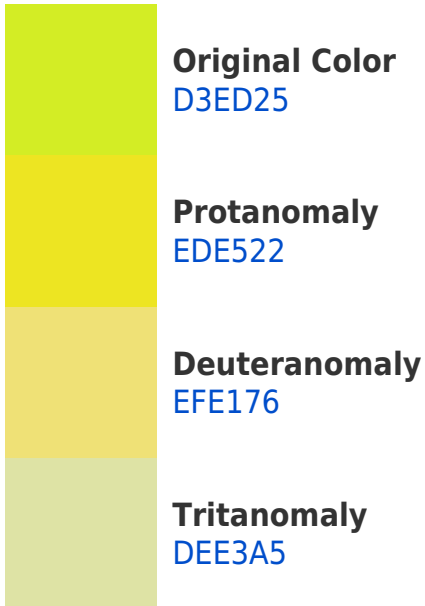 Original Color
D3ED25
Protanomaly
EDE522
Deuteranomaly
EFE176
Tritanomaly
DEE3A5